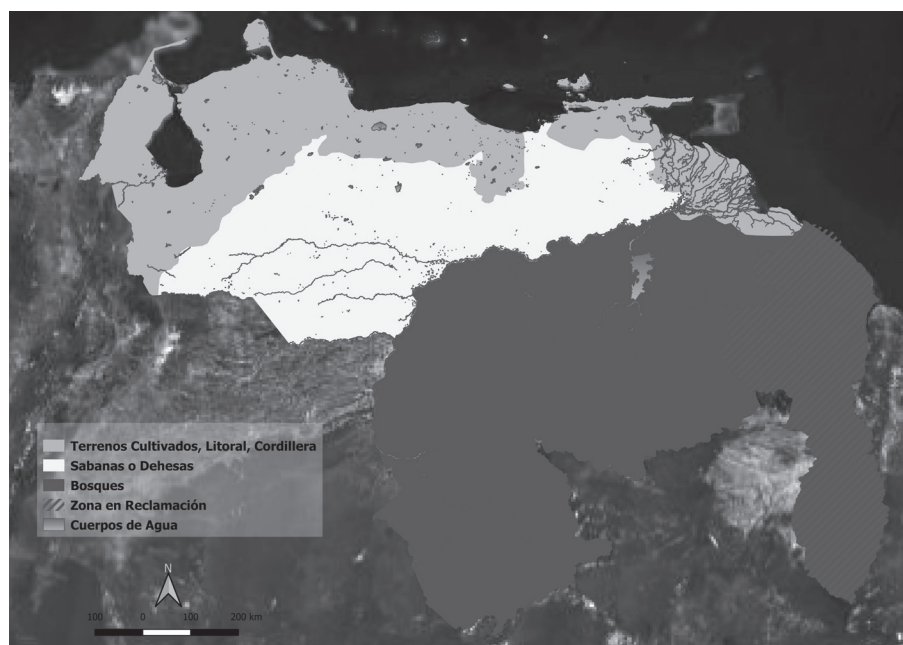 Terrenos Cultivados, Litoral, Cordillera
Sabanas o Dehesas
Bosques
Zona en Reclamación
Cuerpos de Agua
N
100 0 100 200 km